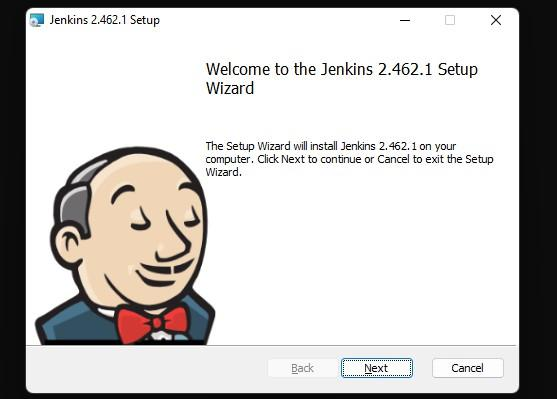 Jenkins 2.462.1 Setup
Welcome to the Jenkins 2.462.1 Setup
Wizard
The Setup Wizard will install Jenkins 2.462.1 on your
computer. Click Next to continue or Cancel to exit the Setup
Wizard.
Back
Next
Cancel